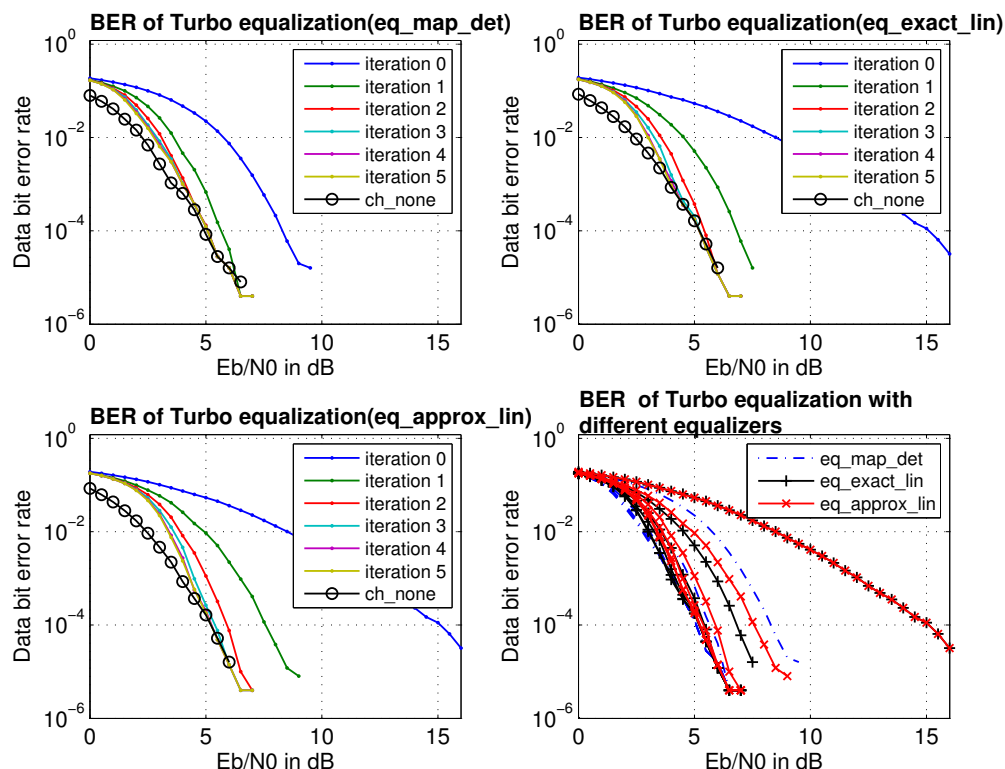 BER of Turbo equalization(eq_map_det)
10^0
10^-2
10^-4
10^-6
Data bit error rate
iteration 0
iteration 1
iteration 2
iteration 3
iteration 4
iteration 5
ch_none
0
5
10
15
Eb/N0 in dB
BER of Turbo equalization(eq_exact_lin)
10^0
10^-2
10^-4
10^-6
Data bit error rate
iteration 0
iteration 1
iteration 2
iteration 3
iteration 4
iteration 5
ch_none
0
5
10
15
Eb/N0 in dB
BER of Turbo equalization(eq_approx_lin)
10^0
10^-2
10^-4
10^-6
Data bit error rate
iteration 0
iteration 1
iteration 2
iteration 3
iteration 4
iteration 5
ch_none
0
5
10
15
Eb/N0 in dB
BER of Turbo equalization with
different equalizers
10^0
10^-2
10^-4
10^-6
Data bit error rate
eq_map_det
eq_exact_lin
eq_approx_lin
0
5
10
15
Eb/N0 in dB